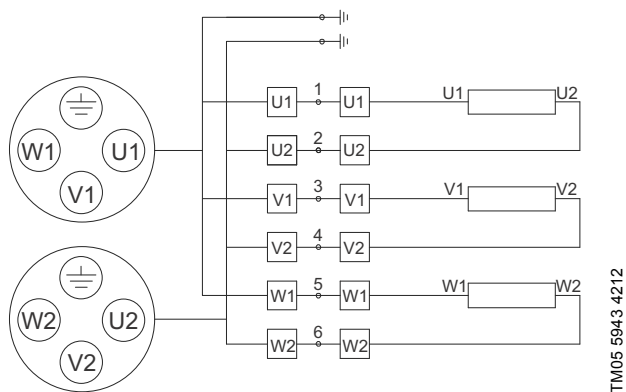 1
U1 U1 U1 U2
2
W1 U1 U2 U2
V1
3
V1 V1 V1 V2
4
V2 V2
5
W1 W1 W1 W2
W2 U2
6
V2 W2 W2
TM05 5943 4212